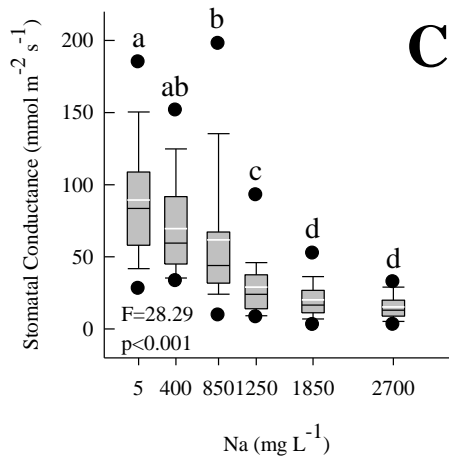 C
Stomatal Conductance (mmol m⁻² s⁻¹)
200
150
100
50
0
a
ab
b
c
d
d
F=28.29
p<0.001
5 400 850 1250 1850 2700
Na (mg L⁻¹)